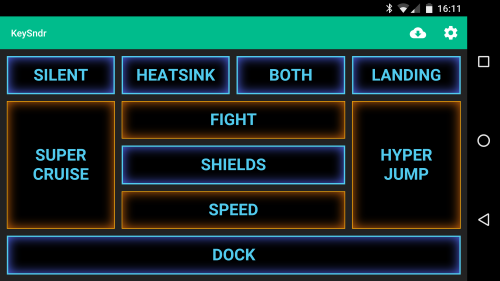 16:11
KeySndr
SILENT
HEATSINK
BOTH
LANDING
SUPER
CRUISE
FIGHT
SHIELDS
SPEED
HYPER
JUMP
DOCK